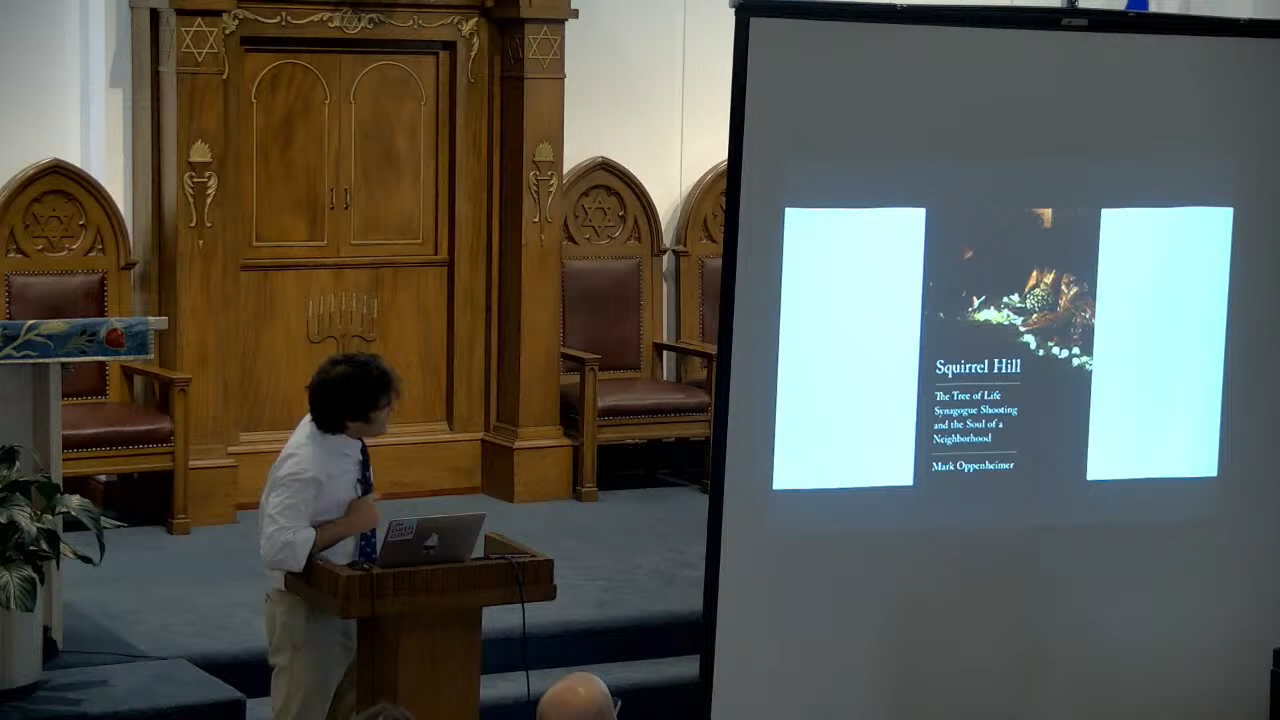 Squirrel Hill
The Tree of Life
Synagogue Shooting
and the Soul of a
Neighborhood
Mark Oppenheimer